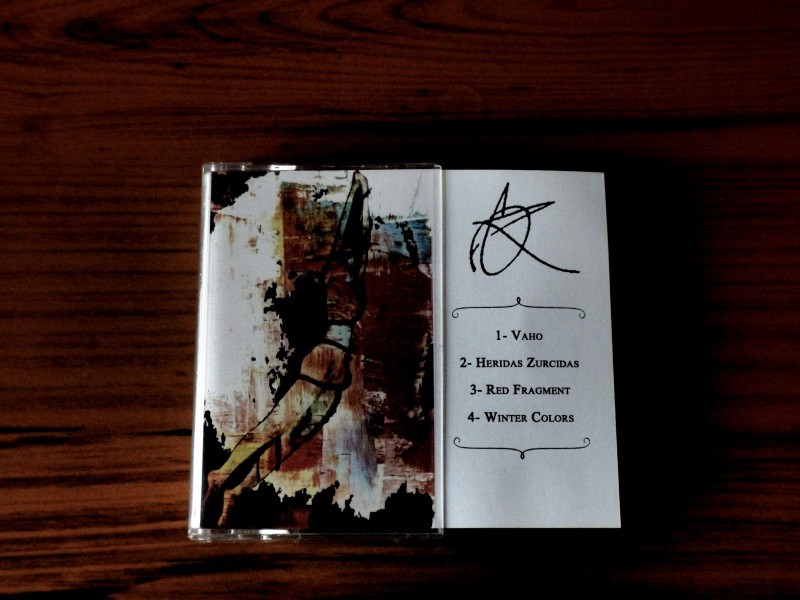 1- Vaho
2- Heridas Zurcidas
3- Red Fragment
4- Winter Colors